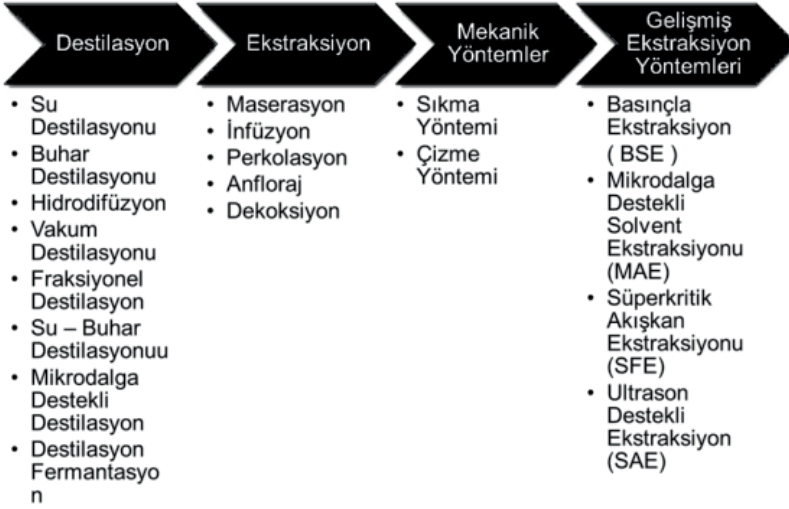 Destilasyon
• Su
Destilasyonu
• Buhar
Destilasyonu
• Hidrodifüzyon
• Vakum
Destilasyonu
• Fraksiyonel
Destilasyon
• Su – Buhar
Destilasyonuu
• Mikrodalga
Destekli
Destilasyon
• Destilasyon
Fermantasyo
n
Ekstraksiyon
• Maserasyon
• İnfüzyon
• Perkolasyon
• Anfloraj
• Dekoksiyon
Mekanik
Yöntemler
• Sıkma
Yöntemi
• Çizme
Yöntemi
Gelişmiş
Ekstraksiyon
Yöntemleri
• Basınçla
Ekstraksiyon
( BSE )
• Mikrodalga
Destekli
Solvent
Ekstraksiyonu
(MAE)
• Süperkritik
Akışkan
Ekstraksiyonu
(SFE)
• Ultrason
Destekli
Ekstraksiyon
(SAE)